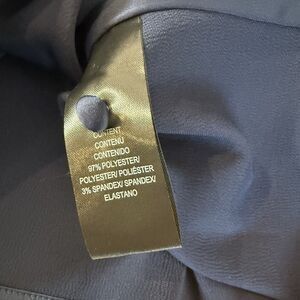 CONTENT
CONTENU
CONTENIDO
97% POLYESTER/
POLYESTER/ POLIÉSTER
3% SPANDEX/ SPANDEX/
ELASTANO